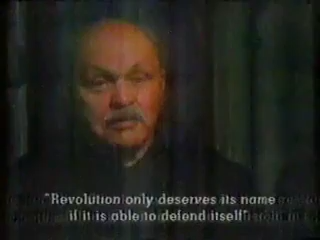 "Revolution only deserves its name
if it is able to defend itself"